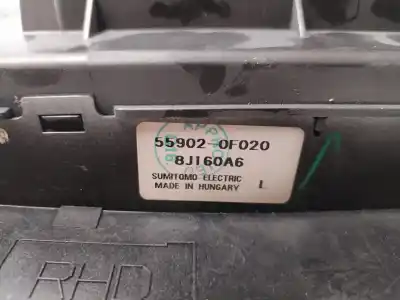 55902-0F020
8J160A6
SUMITOMO ELECTRIC
MADE IN HUNGARY L
RHD